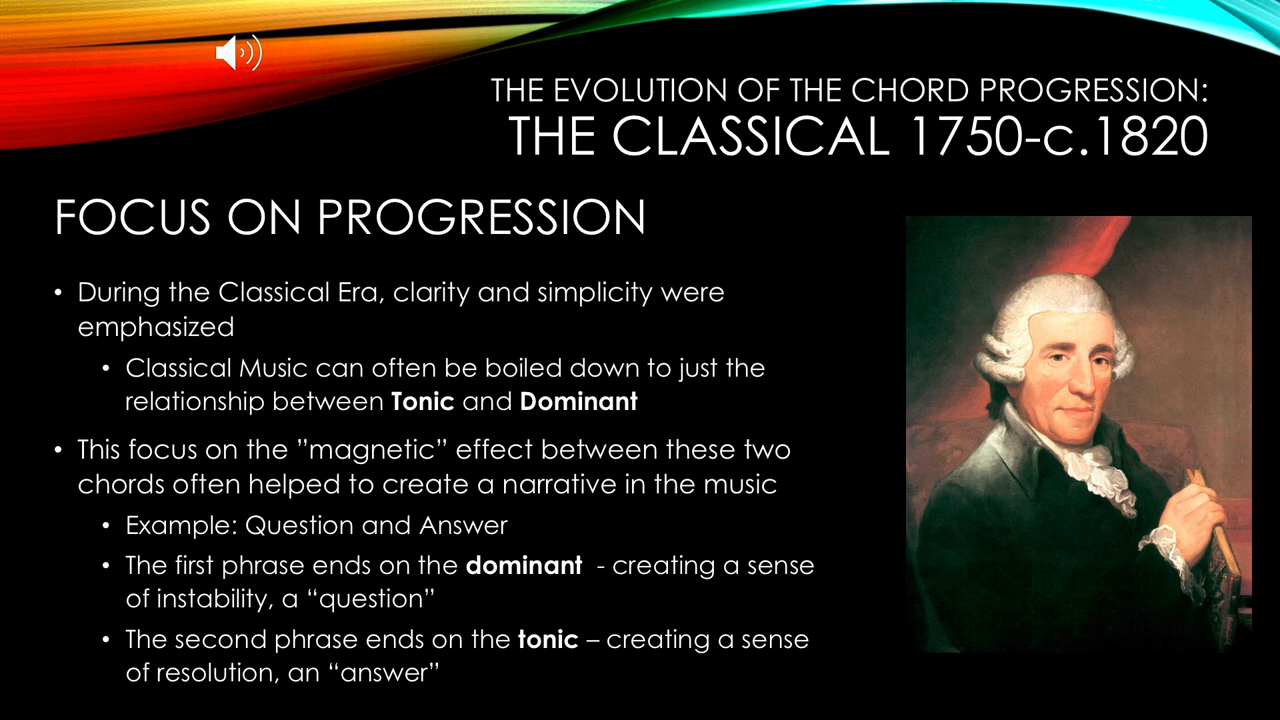 THE EVOLUTION OF THE CHORD PROGRESSION:
THE CLASSICAL 1750-c.1820
FOCUS ON PROGRESSION
• During the Classical Era, clarity and simplicity were
emphasized
• Classical Music can often be boiled down to just the
relationship between Tonic and Dominant
• This focus on the ”magnetic” effect between these two
chords often helped to create a narrative in the music
• Example: Question and Answer
• The first phrase ends on the dominant - creating a sense
of instability, a “question”
• The second phrase ends on the tonic – creating a sense
of resolution, an “answer”